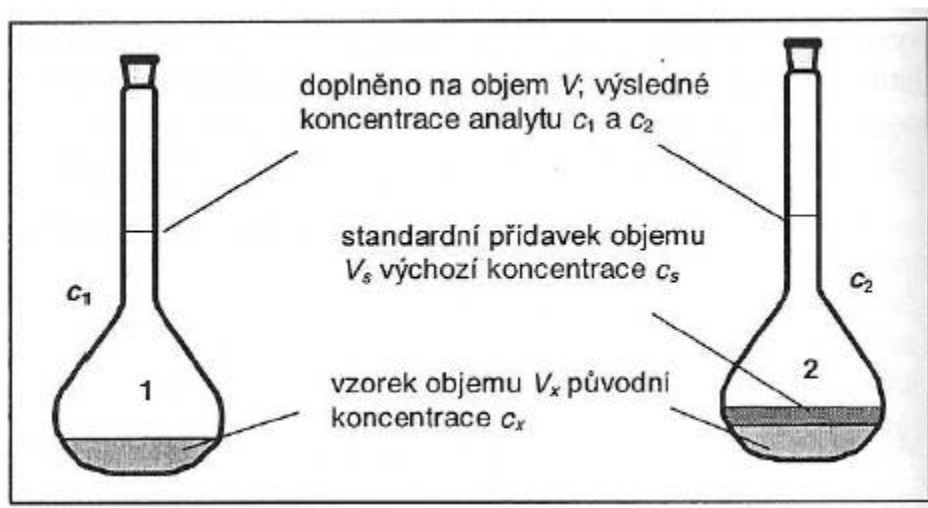 doplněno na objem V; výsledné
koncentrace analytu c₁ a c₂
standardní přídavek objemu
Vₛ výchozí koncentrace cₛ
c₁
c₂
1
2
vzorek objemu Vₓ původní
koncentrace cₓ